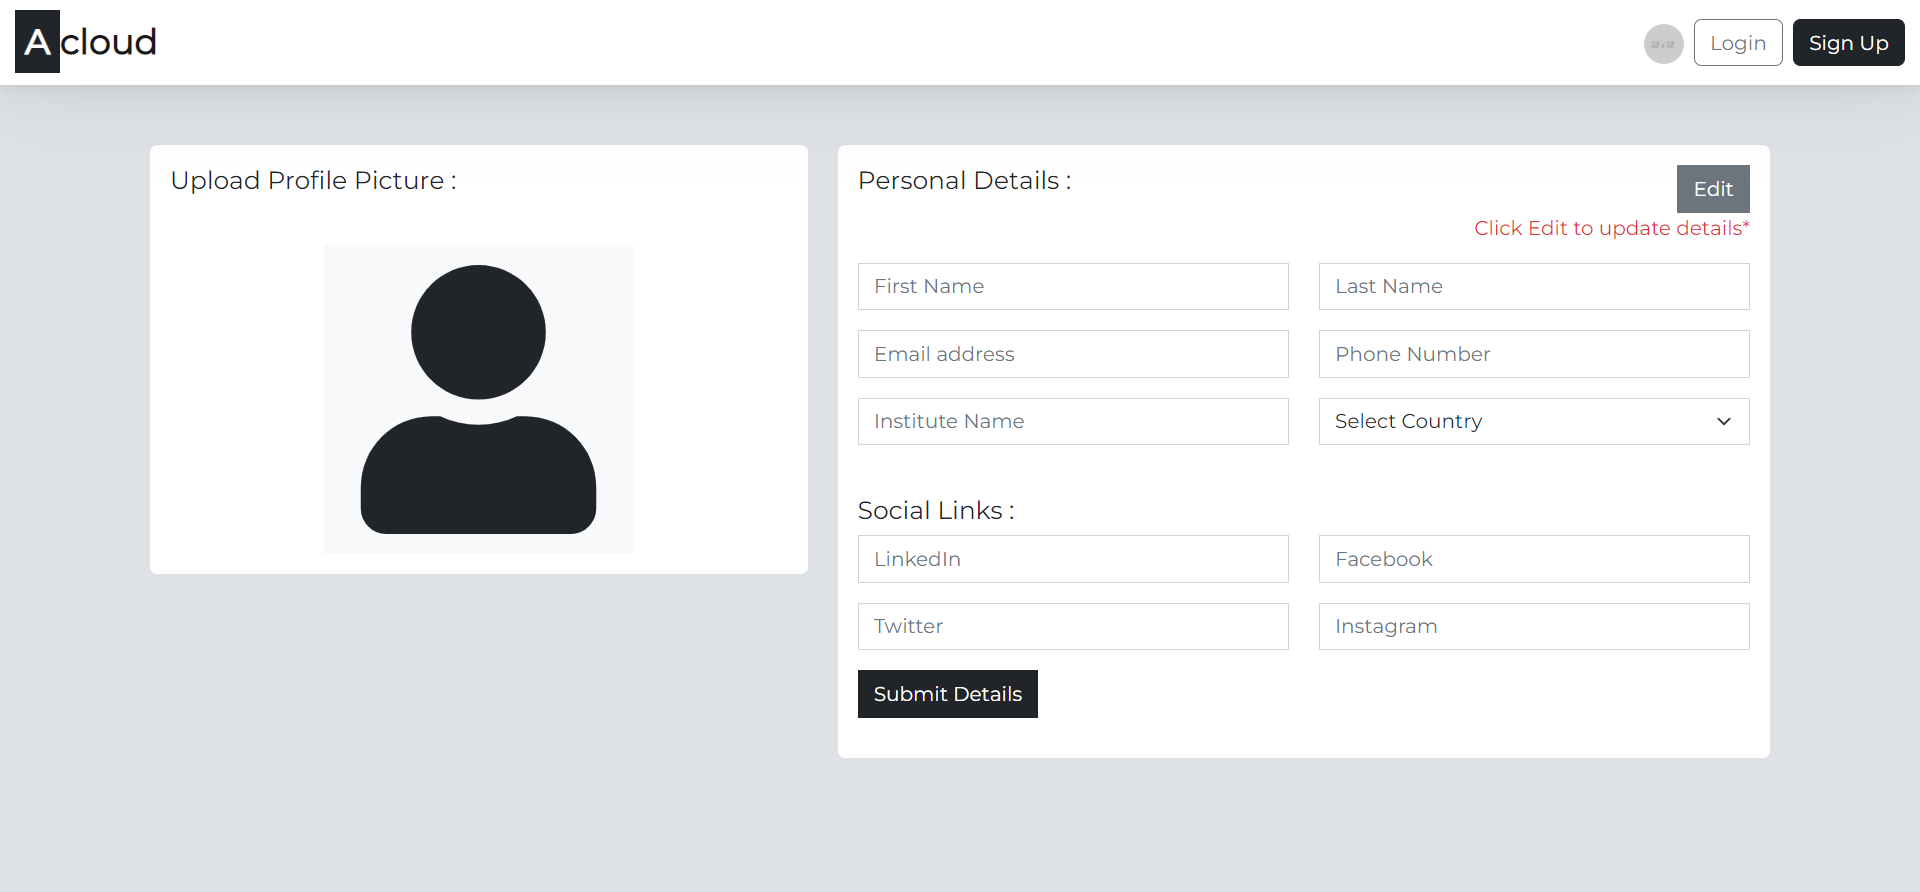 A cloud
Login
Sign Up
Upload Profile Picture :
Personal Details :
Edit
Click Edit to update details*
First Name
Last Name
Email address
Phone Number
Institute Name
Select Country
Social Links :
LinkedIn
Facebook
Twitter
Instagram
Submit Details